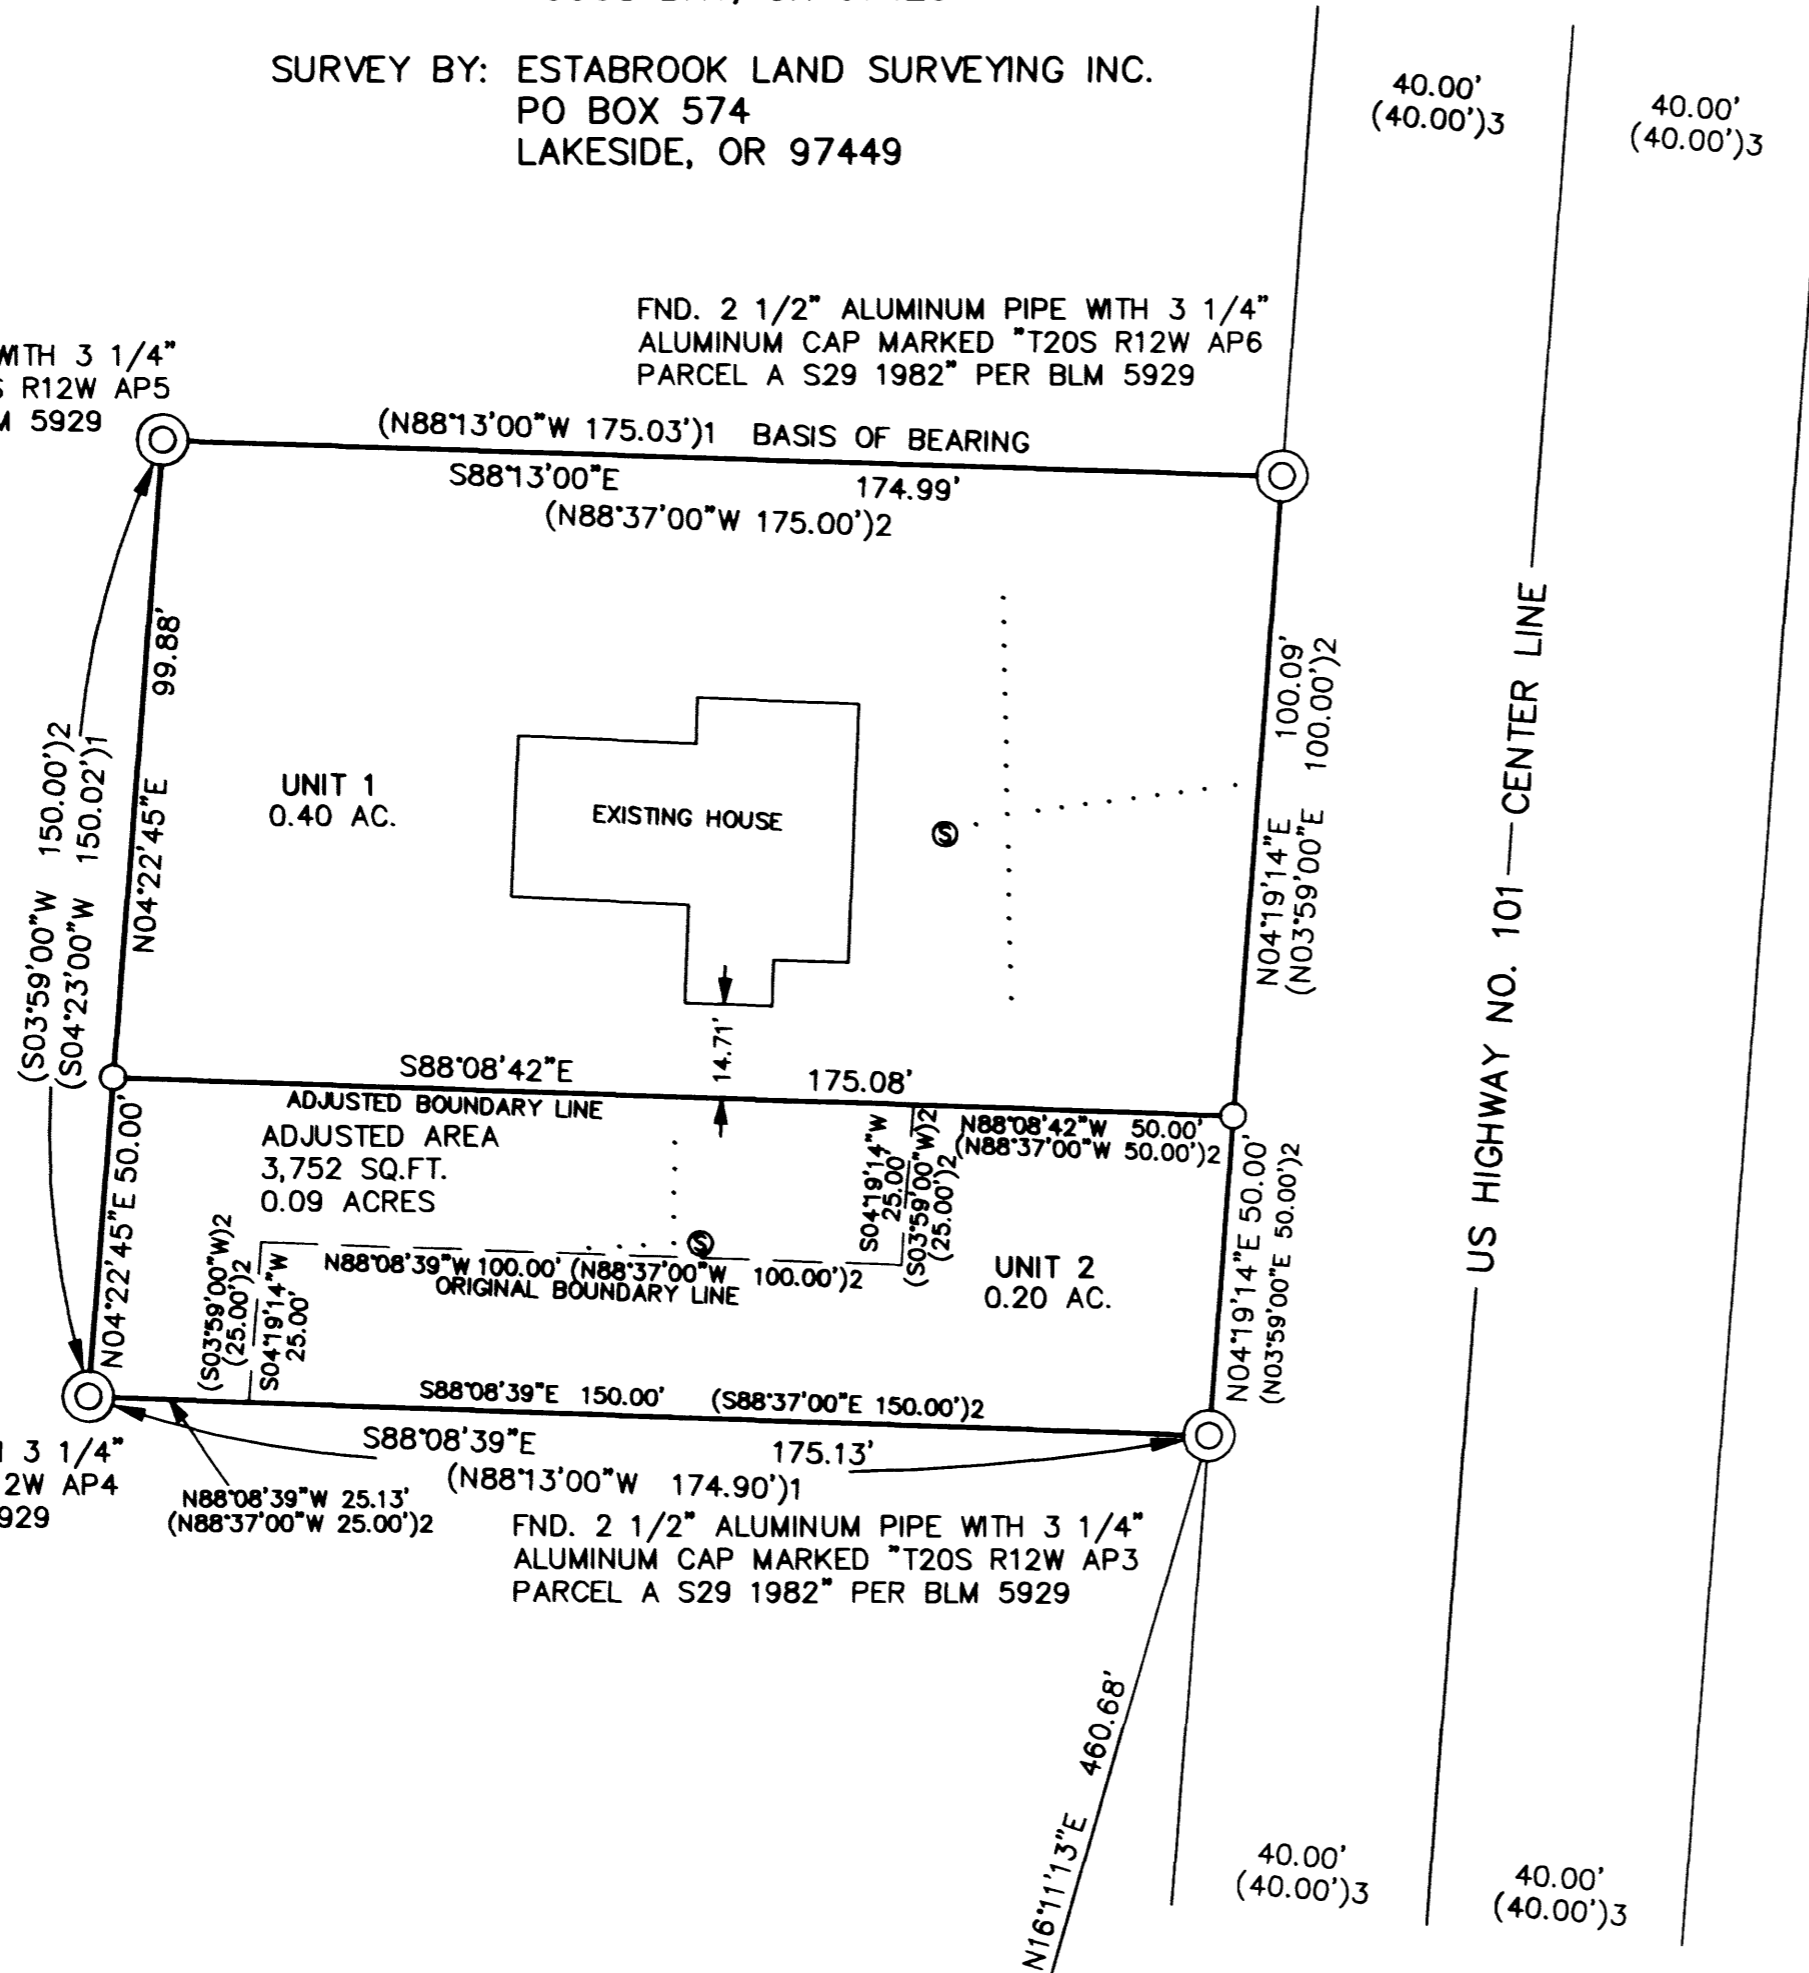 SURVEY BY: ESTABROOK LAND SURVEYING INC.
PO BOX 574
LAKESIDE, OR 97449
40.00'
(40.00')3
40.00'
(40.00')3
FND. 2 1/2" ALUMINUM PIPE WITH 3 1/4"
ALUMINUM CAP MARKED "T20S R12W AP6
PARCEL A S29 1982" PER BLM 5929
WITH 3 1/4"
R12W AP5
5929
(N88°13'00"W 175.03')1 BASIS OF BEARING
S88°13'00"E 174.99'
(N88°37'00"W 175.00')2
99.88'
N04°22'45"E
(S03°59'00"W 150.00')2
(S04°23'00"W 150.02')1
UNIT 1
0.40 AC.
EXISTING HOUSE
S
N04°19'14"E 100.09'
(N03°59'00"E 100.00')2
US HIGHWAY NO. 101 CENTER LINE
14.71'
S88°08'42"E 175.08'
ADJUSTED BOUNDARY LINE
ADJUSTED AREA
3,752 SQ.FT.
0.09 ACRES
N88°08'42"W 50.00'
(N88°37'00"W 50.00')2
S04°19'14"W
25.00'
(S03°59'00"W)2
(25.00')2
N04°22'45"E 50.00'
(S03°59'00"W)2
(25.00')2
S04°19'14"W
25.00'
S
N88°08'39"W 100.00' (N88°37'00"W 100.00')2
ORIGINAL BOUNDARY LINE
UNIT 2
0.20 AC.
N04°19'14"E 50.00'
(N03°59'00"E 50.00')2
S88°08'39"E 150.00' (S88°37'00"E 150.00')2
S88°08'39"E 175.13'
(N88°13'00"W 174.90')1
3 1/4"
2W AP4
929
N88°08'39"W 25.13'
(N88°37'00"W 25.00')2
FND. 2 1/2" ALUMINUM PIPE WITH 3 1/4"
ALUMINUM CAP MARKED "T20S R12W AP3
PARCEL A S29 1982" PER BLM 5929
N16°11'13"E 460.68'
40.00'
(40.00')3
40.00'
(40.00')3